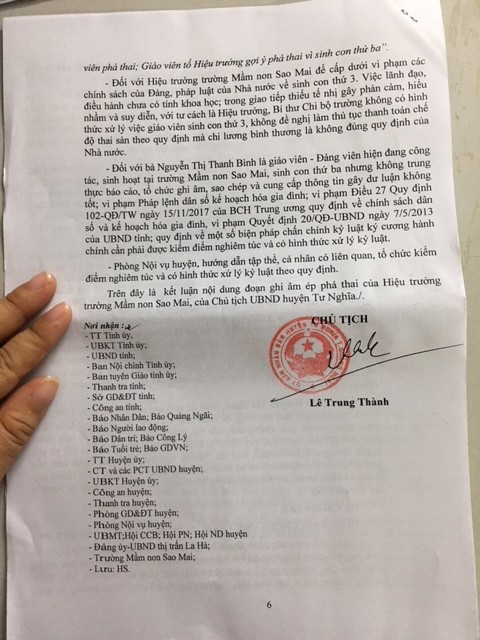 viên phá thai; Giáo viên tố Hiệu trưởng gợi ý phá thai vì sinh con thứ ba”.
- Đối với Hiệu trưởng trường Mầm non Sao Mai để cấp dưới vi phạm các
chính sách của Đảng, pháp luật của Nhà nước về sinh con thứ 3. Việc lãnh đạo,
điều hành chưa có tính khoa học; trong giao tiếp thiếu tế nhị gây phản cảm, hiểu
nhầm và suy diễn, với tư cách là Hiệu trưởng, Bí thư Chi bộ trường không có hình
thức xử lý việc giáo viên sinh con thứ 3, không đề nghị làm thủ tục thanh toán chế
độ thai sản theo quy định mà chi lương bình thường là không đúng quy định của
Nhà nước.
- Đối với bà Nguyễn Thị Thanh Bình là giáo viên - Đảng viên hiện đang công
tác, sinh hoạt tại trường Mầm non Sao Mai, sinh con thứ ba nhưng không trung
thực báo cáo, tổ chức ghi âm, sao chép và cung cấp thông tin gây dư luận không
tốt; vi phạm Pháp lệnh dân số kế hoạch hóa gia đình; vi phạm Điều 27 Quy định
102-QĐ/TW ngày 15/11/2017 của BCH Trung ương quy định về chính sách dân
số và kế hoạch hóa gia đình, vi phạm Quyết định 20/QĐ-UBND ngày 7/5/2013
của UBND tỉnh; quy định về một số biện pháp chấn chỉnh kỷ luật kỷ cương hành
chính cần phải được kiểm điểm nghiêm túc và có hình thức xử lý kỷ luật.
- Phòng Nội vụ huyện, hướng dẫn tập thể, cá nhân có liên quan, tổ chức kiểm
điểm nghiêm túc và có hình thức xử lý kỷ luật theo quy định.
Trên đây là kết luận nội dung đoạn ghi âm ép phá thai của Hiệu trưởng
trường Mầm non Sao Mai, của Chủ tịch UBND huyện Tư Nghĩa./.
Nơi nhận:
CHỦ TỊCH
- TT Tỉnh ủy,
- UBKT Tỉnh ủy;
- UBND tỉnh;
- Ban Nội chính Tỉnh ủy;
- Ban tuyên Giáo tỉnh ủy;
- Thanh tra tỉnh;
- Sở GD&ĐT tỉnh;
- Công an tỉnh;
- Báo Nhân Dân; Báo Quảng Ngãi;
- Báo Người lao động;
- Báo Dân trí; Báo Công Lý
- Báo Tuổi trẻ; Báo GDVN;
- TT Huyện ủy;
- CT và các PCT UBND huyện;
- UBKT Huyện ủy;
- Công an huyện;
- Thanh tra huyện;
- Phòng GD&ĐT huyện;
- Phòng Nội vụ huyện;
- UBMT;Hội CCB; Hội PN; Hội ND huyện
- Đảng ủy-UBND thị trấn La Hà;
- Trường Mầm non Sao Mai;
- Lưu: HS.
Lê Trung Thành
6